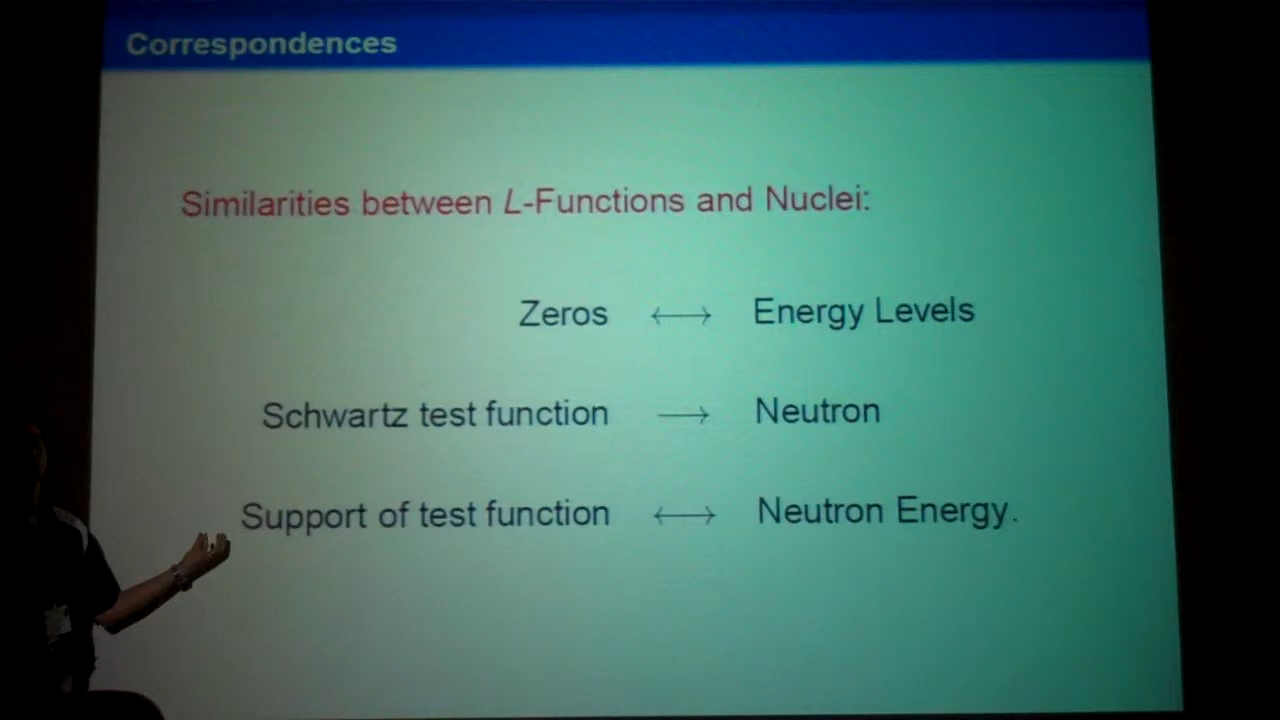 Correspondences
Similarities between L-Functions and Nuclei:
Zeros ⟷ Energy Levels
Schwartz test function ⟶ Neutron
Support of test function ⟷ Neutron Energy.